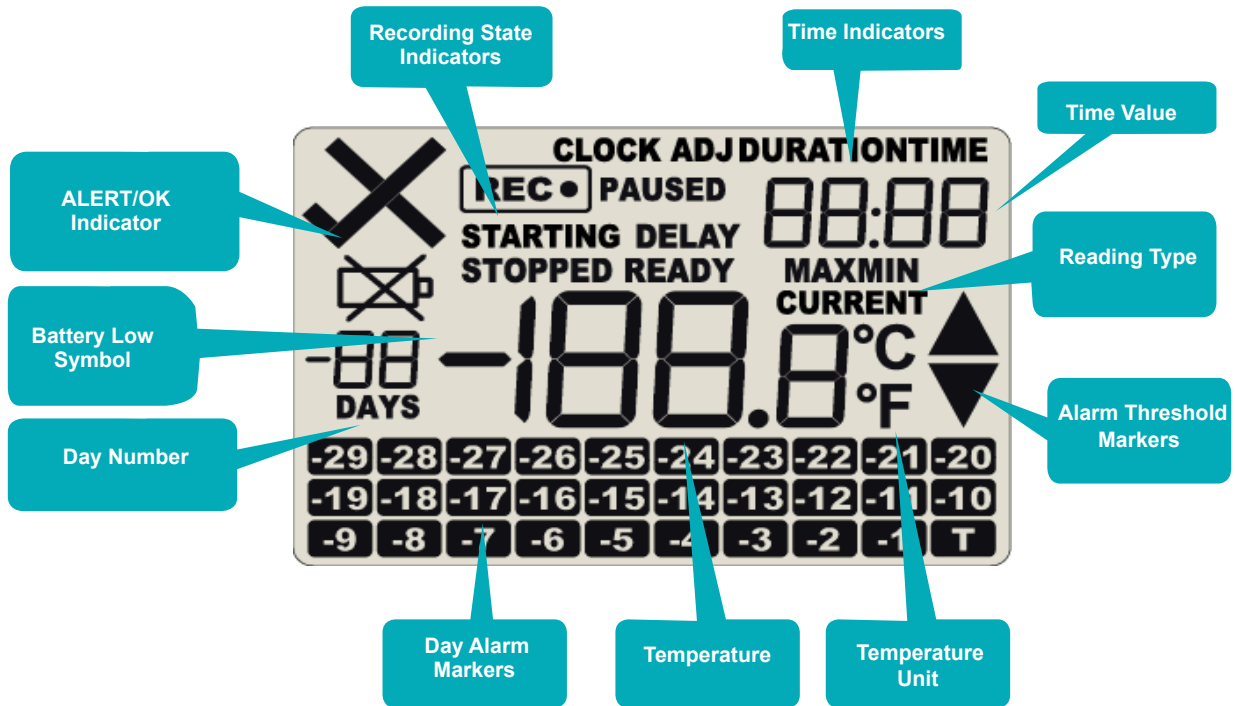 Recording State
Indicators
Time Indicators
Time Value
ALERT/OK
Indicator
CLOCK ADJ DURATION TIME
REC ● PAUSED
88:88
STARTING DELAY
STOPPED READY
MAX MIN
CURRENT
Reading Type
Battery Low
Symbol
-88
DAYS
-188.8
°C
°F
Alarm Threshold
Markers
Day Number
-29 -28 -27 -26 -25 -24 -23 -22 -21 -20
-19 -18 -17 -16 -15 -14 -13 -12 -11 -10
-9 -8 -7 -6 -5 -4 -3 -2 -1 T
Day Alarm
Markers
Temperature
Temperature
Unit